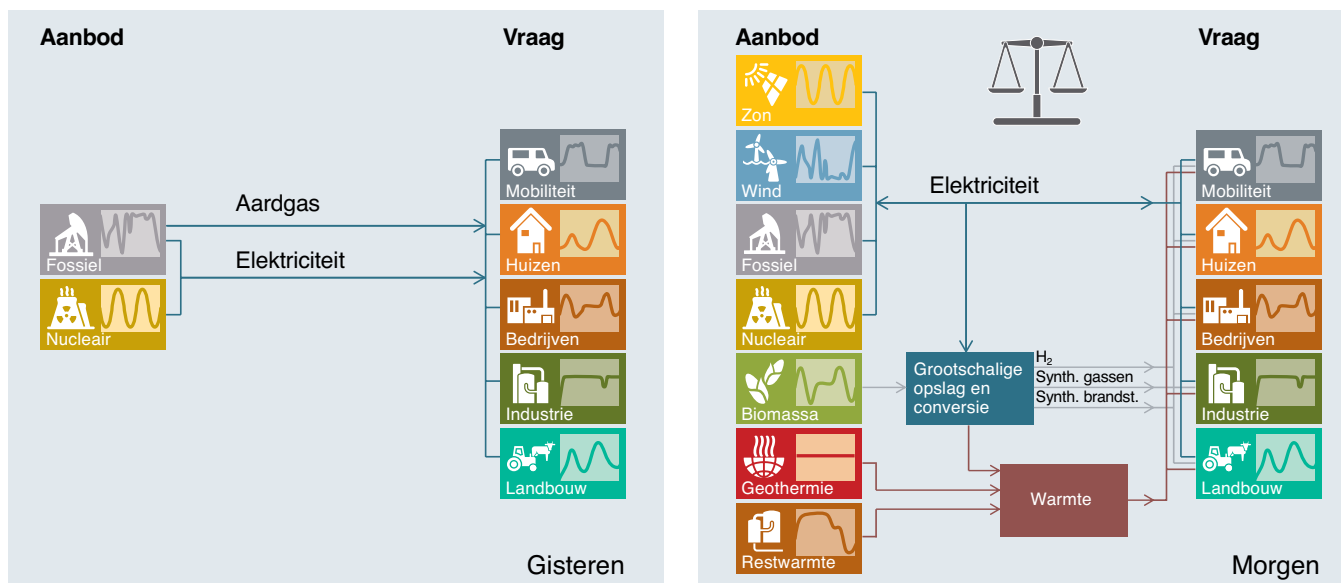 Aanbod
Vraag
Mobiliteit
Aardgas
Fossiel
Huizen
Elektriciteit
Nucleair
Bedrijven
Industrie
Landbouw
Gisteren
Aanbod
Vraag
Zon
Wind
Elektriciteit
Mobiliteit
Fossiel
Huizen
Nucleair
Bedrijven
Biomassa
Grootschalige
opslag en
conversie
H₂
Synth. gassen
Synth. brandst.
Industrie
Geothermie
Warmte
Landbouw
Restwarmte
Morgen